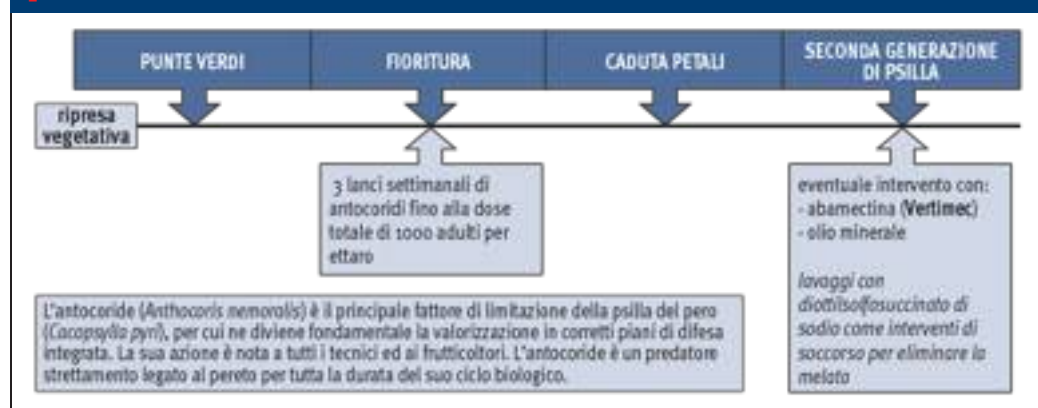 PUNTE VERDI
FIORITURA
CADUTA PETALI
SECONDA GENERAZIONE
DI PSILLA
ripresa
vegetativa
3 lanci settimanali di
antocoridi fino alla dose
totale di 1000 adulti per
ettaro
eventuale intervento con:
- abamectina (Vertimec)
- olio minerale
lavaggi con
diottilsolfosuccinato di
sodio come interventi di
soccorso per eliminare la
melata
L'antocoride (Anthocoris nemoralis) è il principale fattore di limitazione della psilla del pero
(Cacopsylla pyri), per cui ne diviene fondamentale la valorizzazione in corretti piani di difesa
integrata. La sua azione è nota a tutti i tecnici ed ai frutticoltori. L'antocoride è un predatore
strettamento legato al pereto per tutta la durata del suo ciclo biologico.